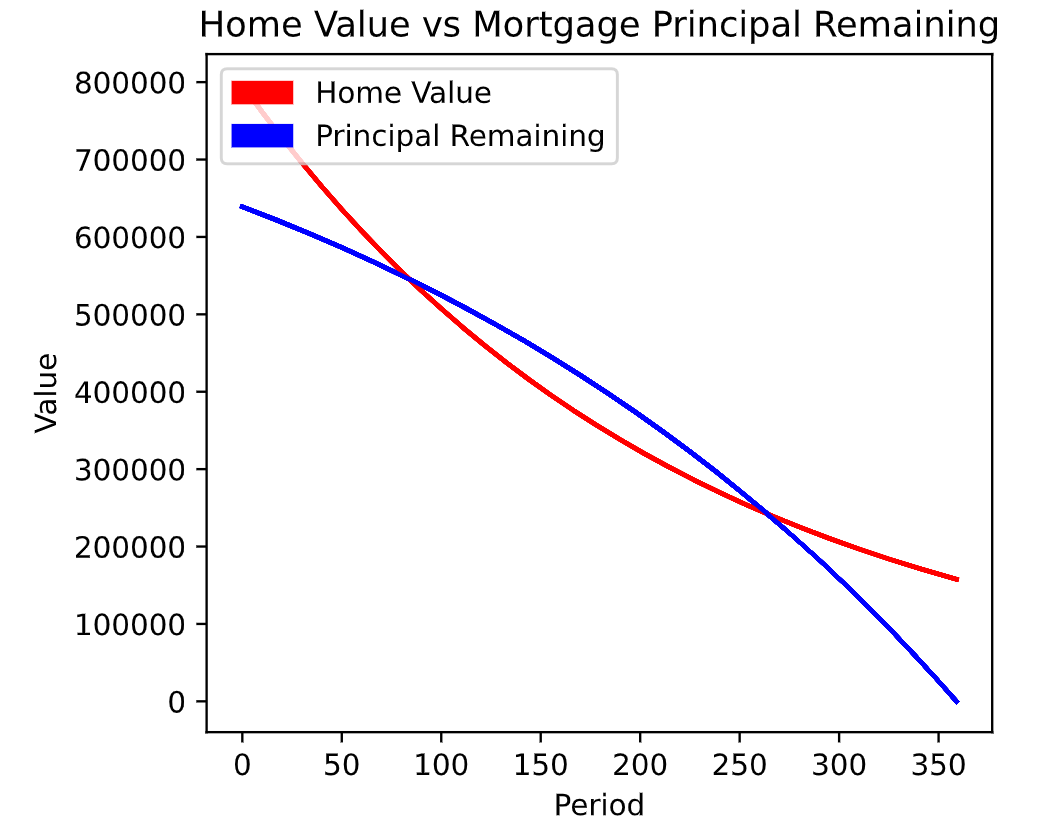 Home Value vs Mortgage Principal Remaining
Home Value
Principal Remaining
800000
700000
600000
500000
400000
300000
200000
100000
0
Value
0 50 100 150 200 250 300 350
Period